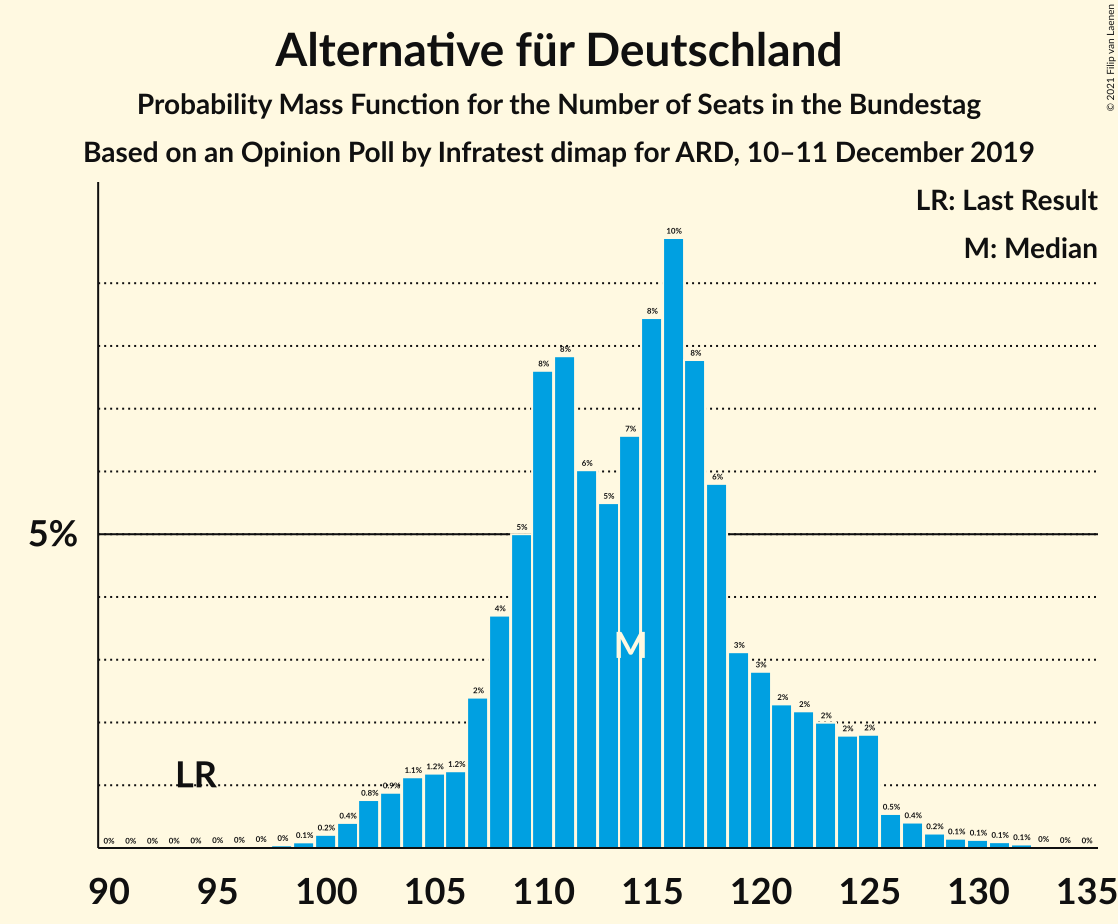 Alternative für Deutschland
Probability Mass Function for the Number of Seats in the Bundestag
Based on an Opinion Poll by Infratest dimap for ARD, 10–11 December 2019
© 2021 Filip van Laenen
LR: Last Result
M: Median
5%
0% 0% 0% 0% 0% 0% 0% 0% 0% 0.1% 0.2% 0.4% 0.8% 0.9% 1.1% 1.2% 1.2% 2% 4% 5% 8% 8% 6% 5% 7% 8% 10% 8% 6% 3% 3% 2% 2% 2% 2% 2% 0.5% 0.4% 0.2% 0.1% 0.1% 0.1% 0.1% 0% 0% 0%
M
LR
90 95 100 105 110 115 120 125 130 135